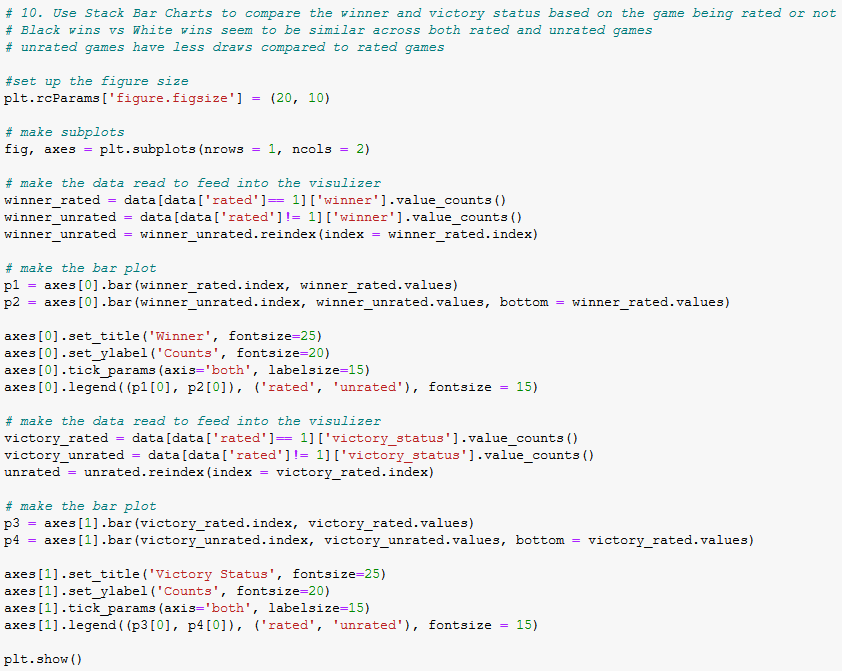 # 10. Use Stack Bar Charts to compare the winner and victory status based on the game being rated or not
# Black wins vs White wins seem to be similar across both rated and unrated games
# unrated games have less draws compared to rated games
#set up the figure size
plt.rcParams['figure.figsize'] = (20, 10)
# make subplots
fig, axes = plt.subplots(nrows = 1, ncols = 2)
# make the data read to feed into the visulizer
winner_rated = data[data['rated']== 1]['winner'].value_counts()
winner_unrated = data[data['rated']!= 1]['winner'].value_counts()
winner_unrated = winner_unrated.reindex(index = winner_rated.index)
# make the bar plot
p1 = axes[0].bar(winner_rated.index, winner_rated.values)
p2 = axes[0].bar(winner_unrated.index, winner_unrated.values, bottom = winner_rated.values)
axes[0].set_title('Winner', fontsize=25)
axes[0].set_ylabel('Counts', fontsize=20)
axes[0].tick_params(axis='both', labelsize=15)
axes[0].legend((p1[0], p2[0]), ('rated', 'unrated'), fontsize = 15)
# make the data read to feed into the visulizer
victory_rated = data[data['rated']== 1]['victory_status'].value_counts()
victory_unrated = data[data['rated']!= 1]['victory_status'].value_counts()
unrated = unrated.reindex(index = victory_rated.index)
# make the bar plot
p3 = axes[1].bar(victory_rated.index, victory_rated.values)
p4 = axes[1].bar(victory_unrated.index, victory_unrated.values, bottom = victory_rated.values)
axes[1].set_title('Victory Status', fontsize=25)
axes[1].set_ylabel('Counts', fontsize=20)
axes[1].tick_params(axis='both', labelsize=15)
axes[1].legend((p3[0], p4[0]), ('rated', 'unrated'), fontsize = 15)
plt.show()